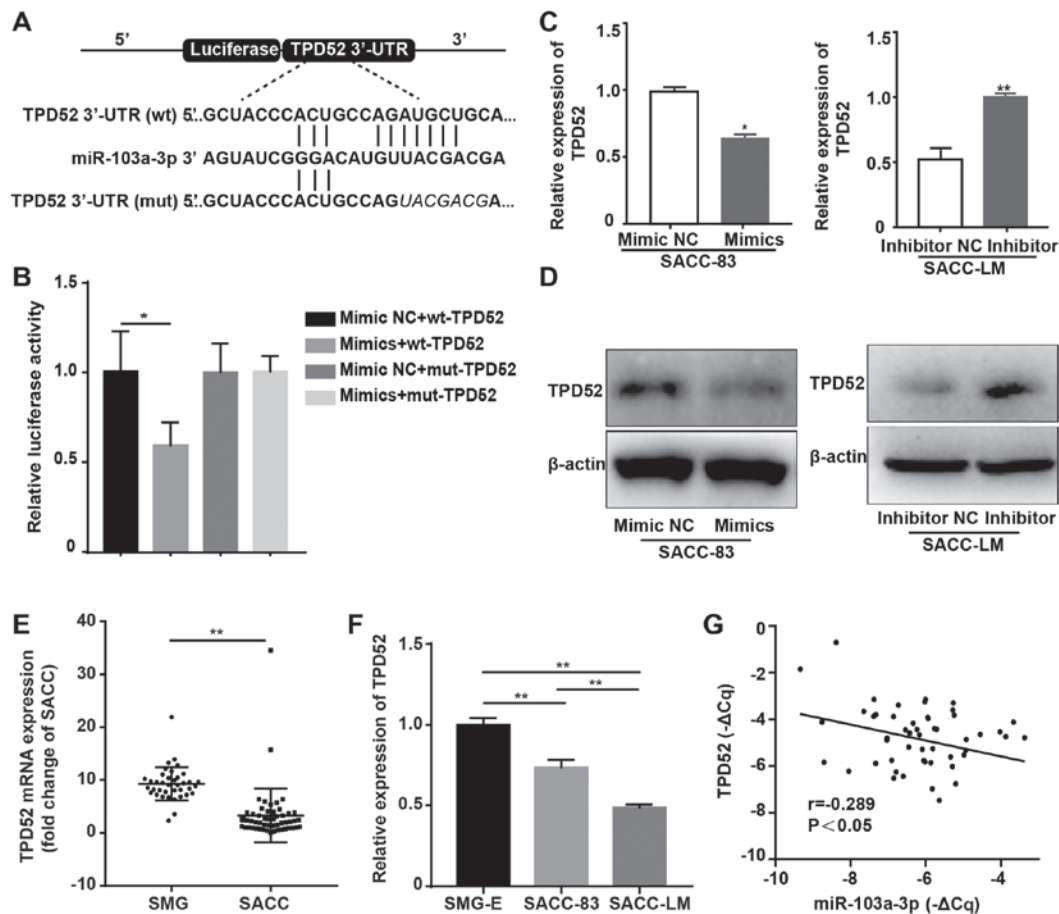 A
5’ Luciferase TPD52 3’-UTR 3’
TPD52 3’-UTR (wt) 5’...GCUACCCACUGCCAGAUGCUGCA...
miR-103a-3p 3’ AGUAUCGGGACAUGUUACGACGA
TPD52 3’-UTR (mut) 5’...GCUACCCACUGCCAGUACGACGA...
B
Relative luciferase activity
1.5
1.0
0.5
0
*
Mimic NC+wt-TPD52
Mimics+wt-TPD52
Mimic NC+mut-TPD52
Mimics+mut-TPD52
C
Relative expression of
TPD52
1.5
1.0
0.5
0
*
Mimic NC Mimics
SACC-83
Relative expression of
TPD52
1.5
1.0
0.5
0
**
Inhibitor NC Inhibitor
SACC-LM
D
TPD52
β-actin
Mimic NC Mimics
SACC-83
TPD52
β-actin
Inhibitor NC Inhibitor
SACC-LM
E
TPD52 mRNA expression
(fold change of SACC)
40
30
20
10
0
-10
**
SMG SACC
F
Relative expression of TPD52
1.5
1.0
0.5
0
**
** **
SMG-E SACC-83 SACC-LM
G
TPD52 (-ΔCq)
0
-2
-4
-6
-8
-10
r=-0.289
P<0.05
-10 -8 -6 -4
miR-103a-3p (-ΔCq)